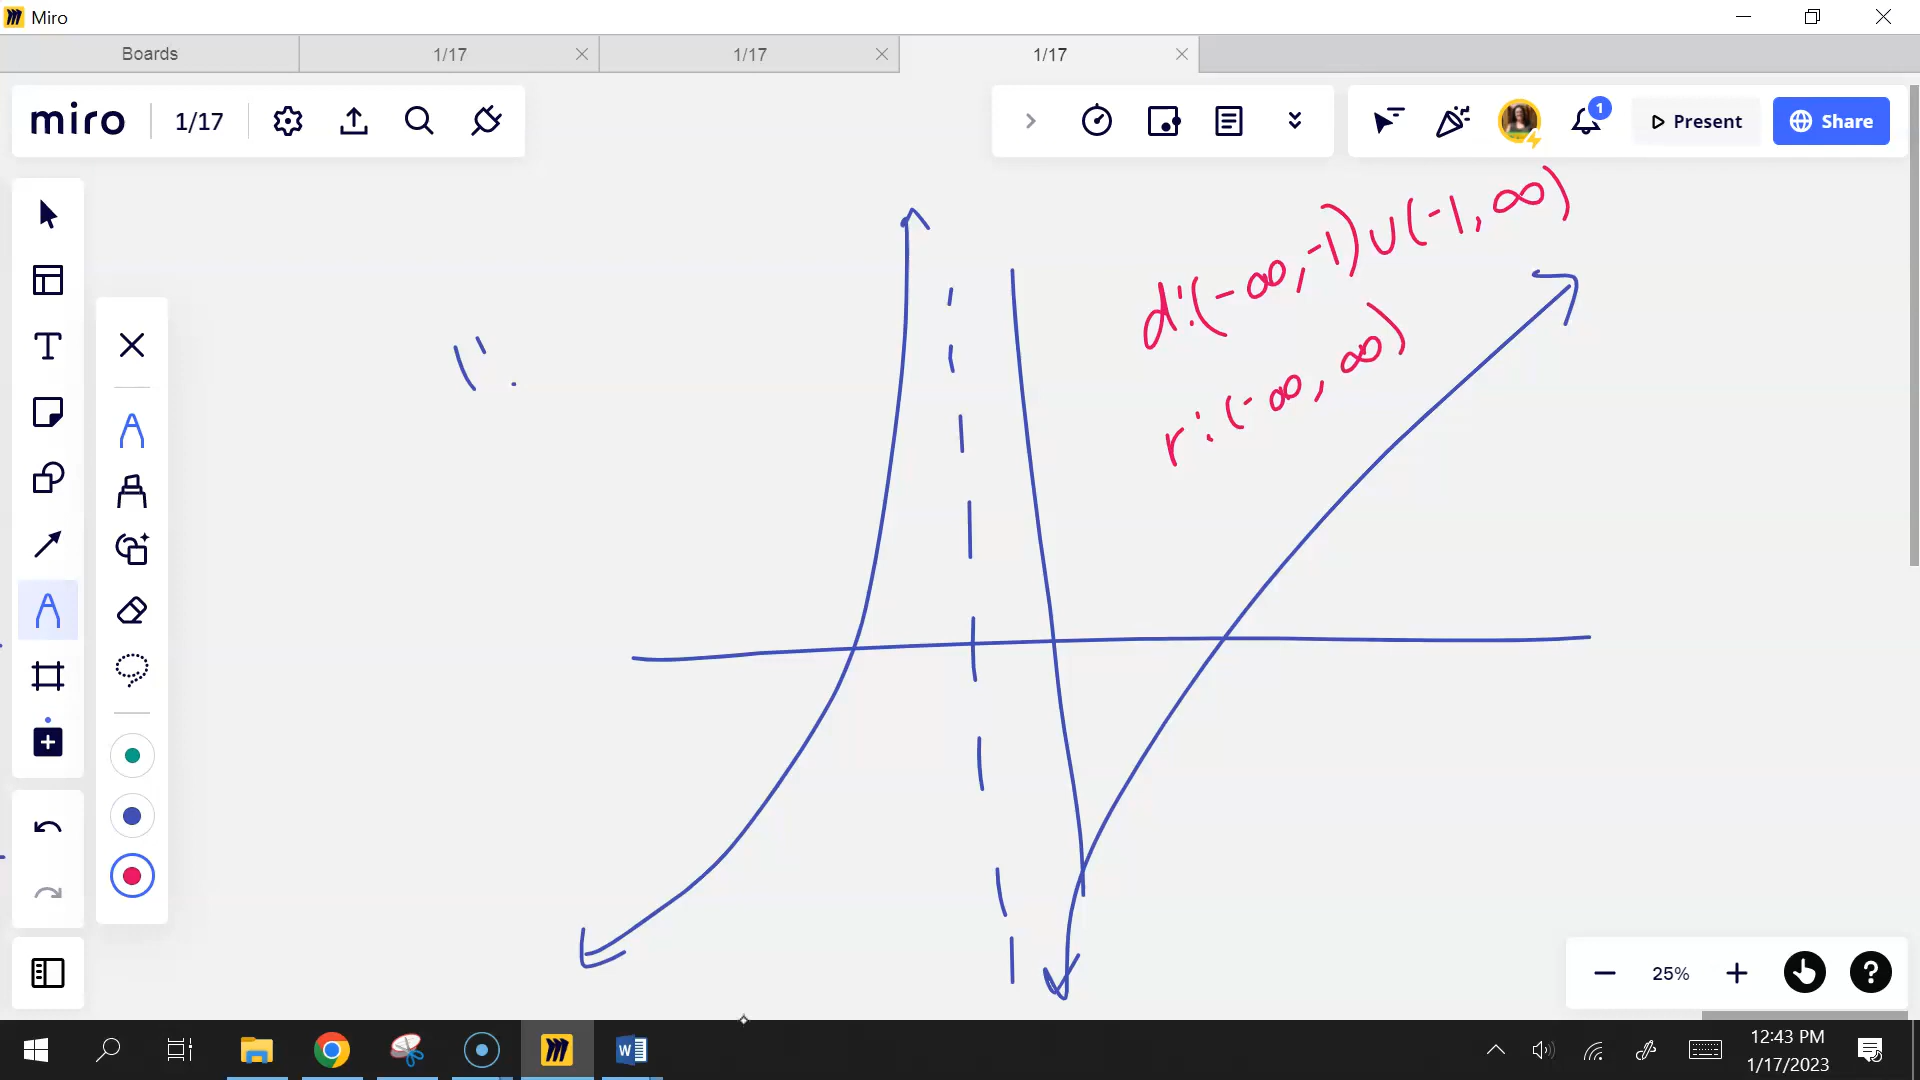 Miro
Boards
1/17
1/17
1/17
miro
1/17
1
Present
Share
d:(-∞,-1)∪(-1,∞)
r:(-∞,∞)
25%
12:43 PM
1/17/2023